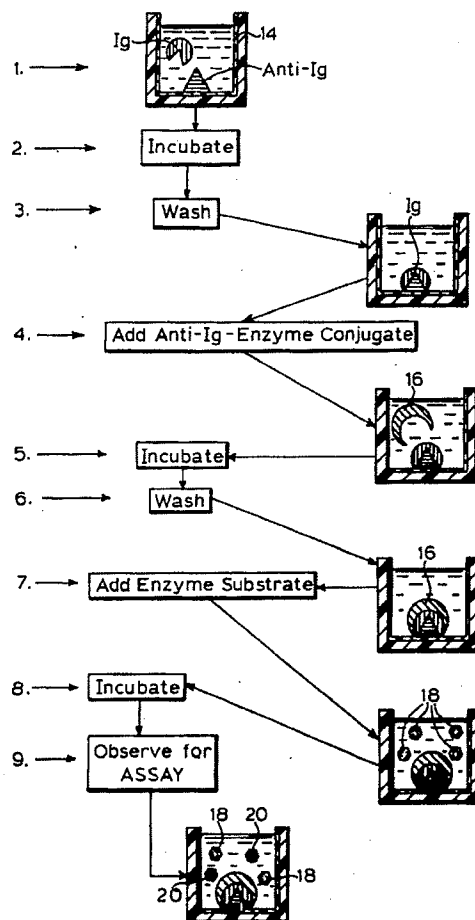 Ig
14
Anti-Ig
1.
2.
Incubate
3.
Wash
Ig
4.
Add Anti-Ig-Enzyme Conjugate
16
5.
Incubate
6.
Wash
7.
Add Enzyme Substrate
16
8.
Incubate
18
9.
Observe for
ASSAY
18
20
20
18